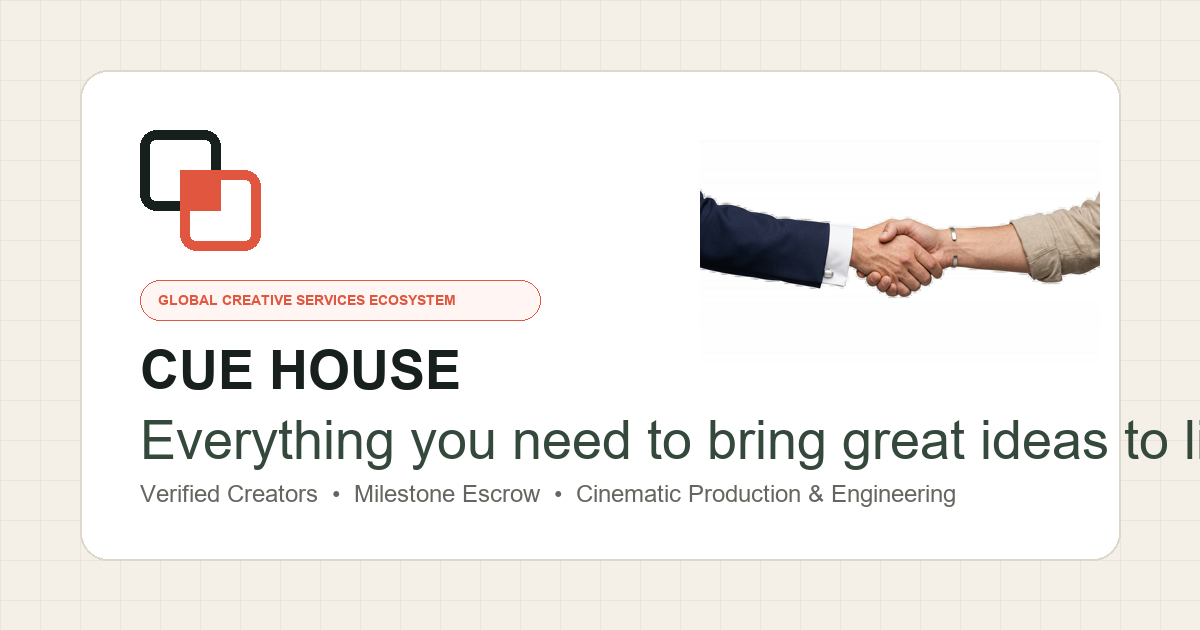 GLOBAL CREATIVE SERVICES ECOSYSTEM
CUE HOUSE
Everything you need to bring great ideas to
Verified Creators • Milestone Escrow • Cinematic Production & Engineering